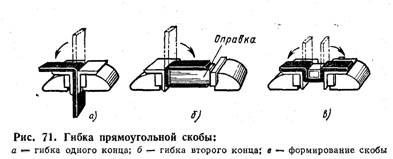 Оправка
а) б) в)
Рис. 71. Гибка прямоугольной скобы:
а — гибка одного конца; б — гибка второго конца; в — формирование скобы